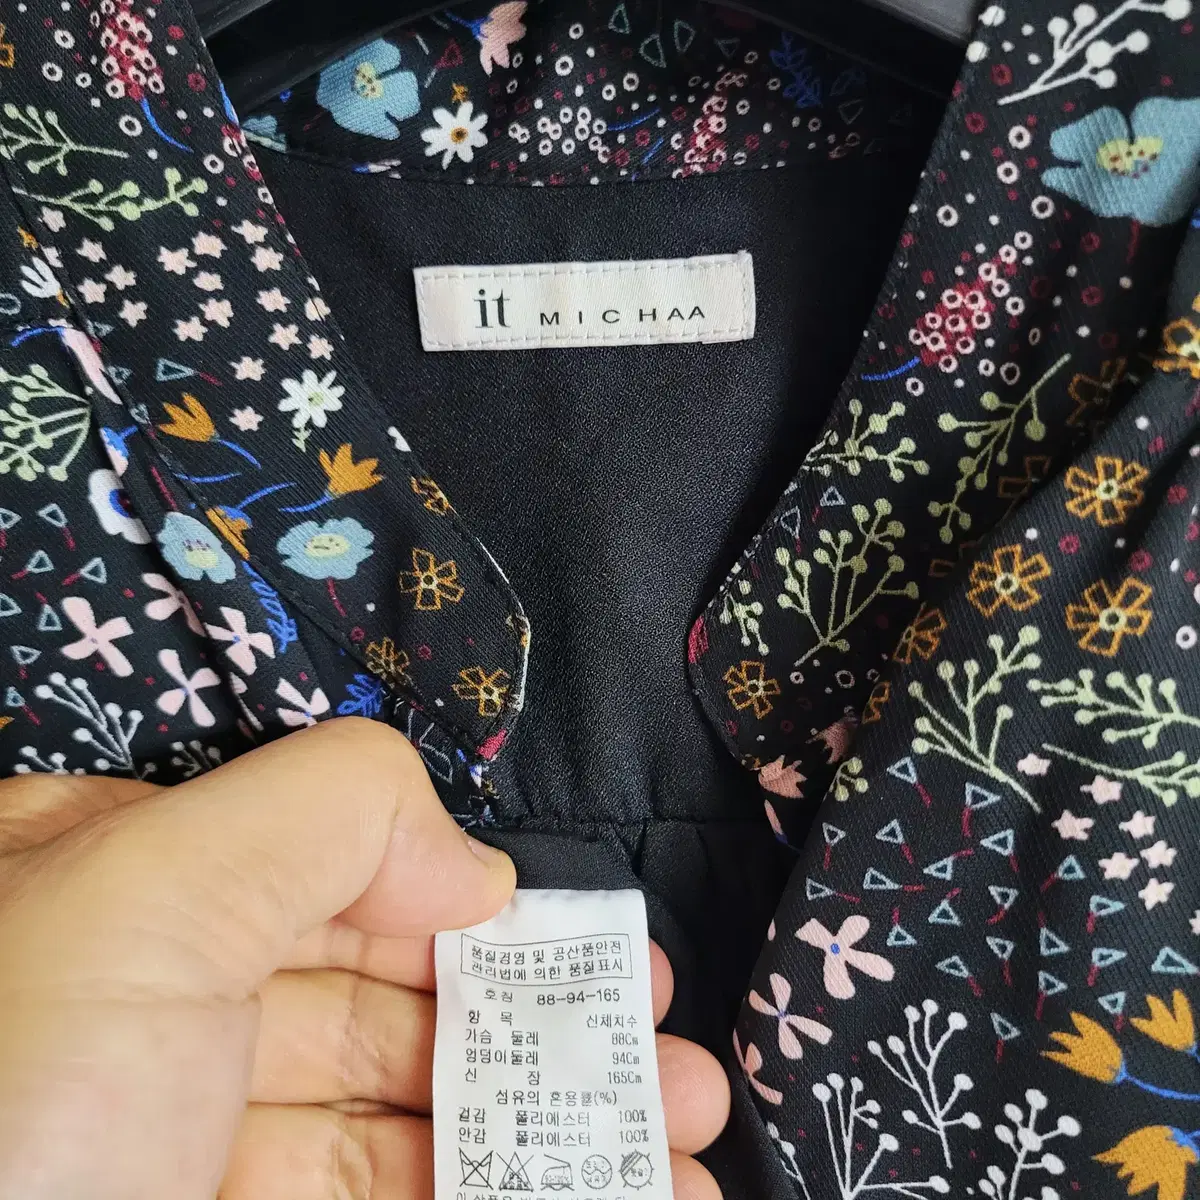 it MICHAA
품질경영 및 공산품안전
관리법에 의한 품질표시
호칭 88-94-165
항 목 신체치수
가슴 둘레 88Cm
엉덩이둘레 94Cm
신 장 165Cm
섬유의 혼용률(%)
겉감 폴리에스터 100%
안감 폴리에스터 100%
이